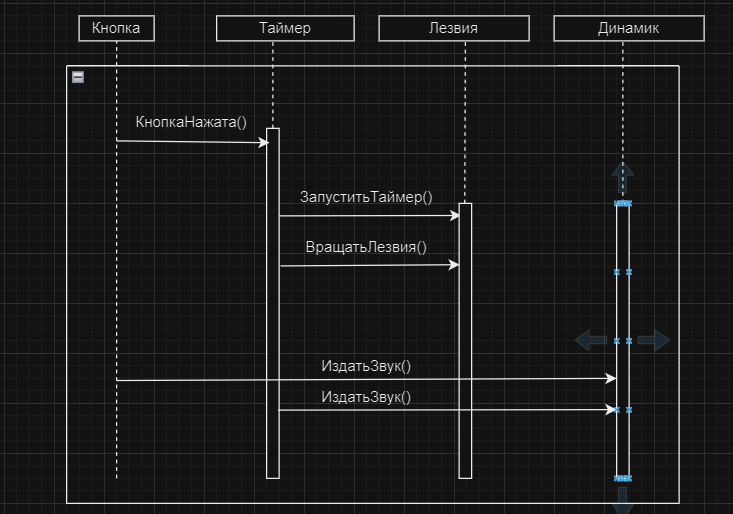 Кнопка
Таймер
Лезвия
Динамик
КнопкаНажата()
ЗапуститьТаймер()
ВращатьЛезвия()
ИздатьЗвук()
ИздатьЗвук()